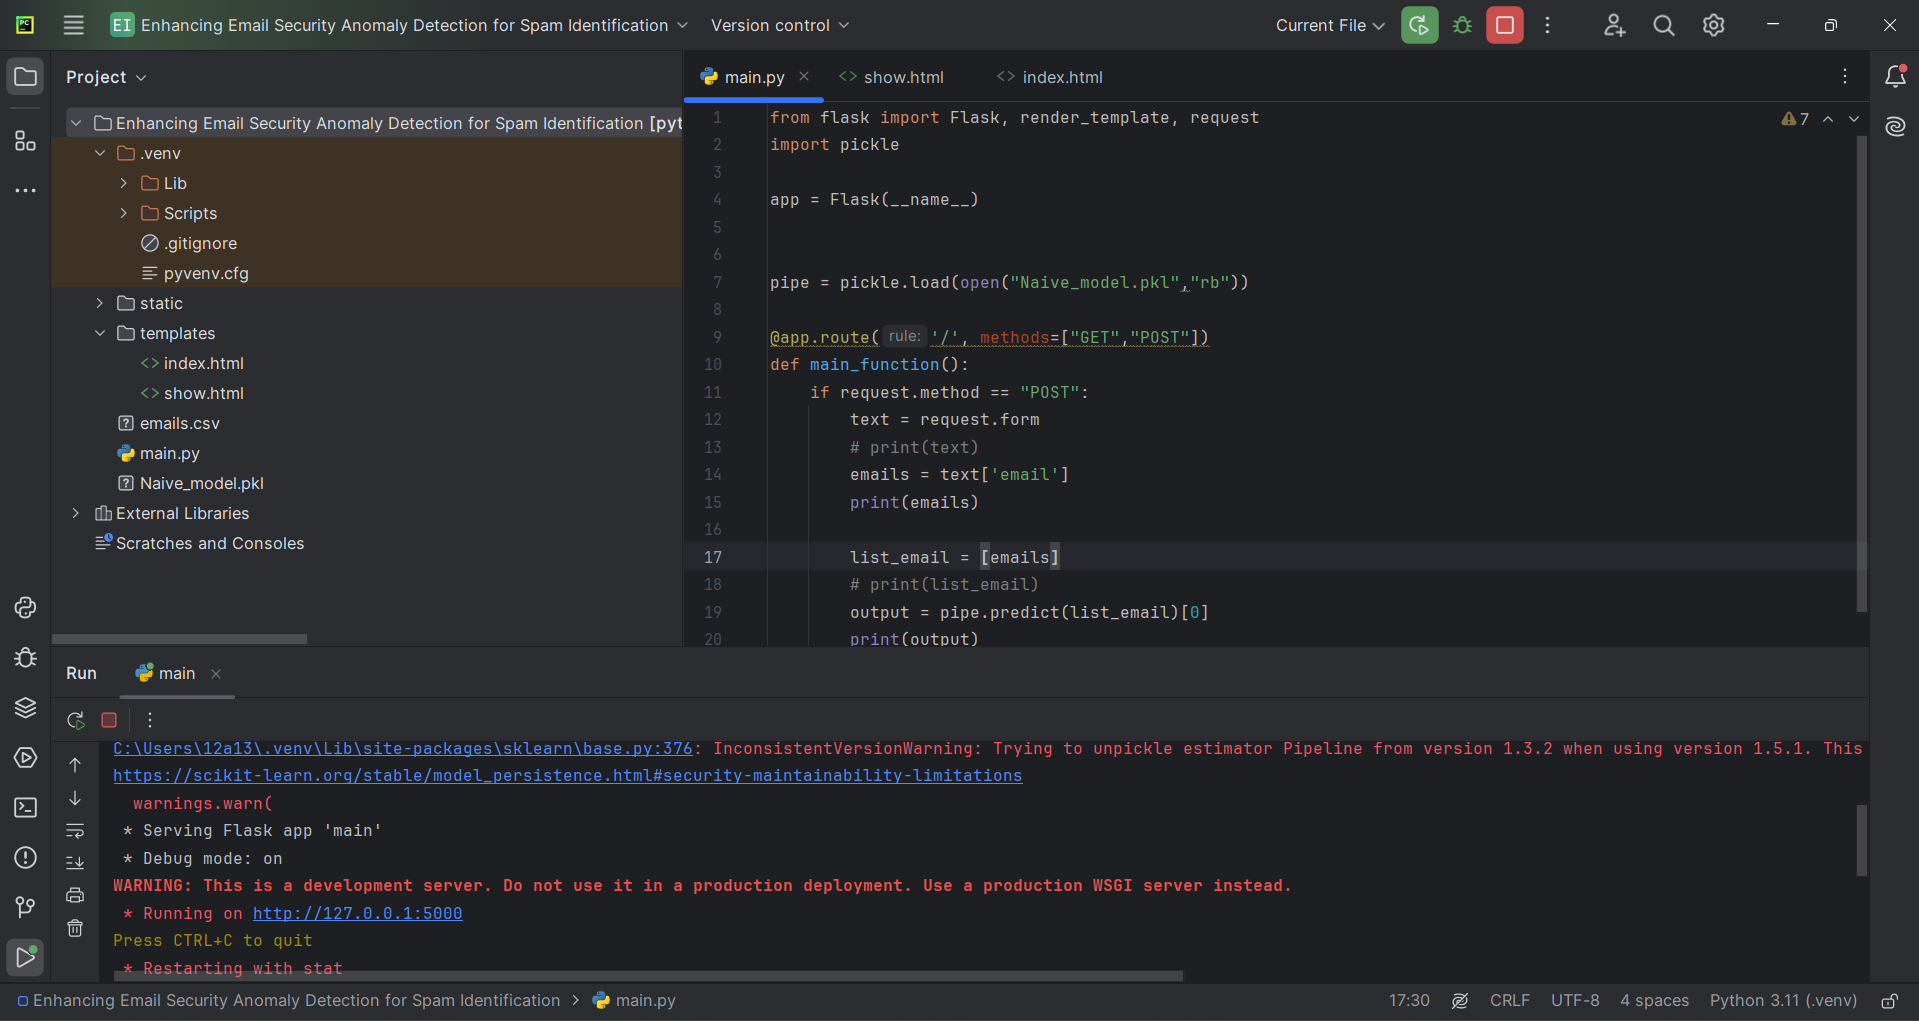 PC
EI Enhancing Email Security Anomaly Detection for Spam Identification Version control Current File
Project
Enhancing Email Security Anomaly Detection for Spam Identification [pyt
.venv
Lib
Scripts
.gitignore
pyvenv.cfg
static
templates
index.html
show.html
emails.csv
main.py
Naive_model.pkl
External Libraries
Scratches and Consoles
main.py show.html index.html
7
1 from flask import Flask, render_template, request
2 import pickle
3
4 app = Flask(__name__)
5
6
7 pipe = pickle.load(open("Naive_model.pkl","rb"))
8
9 @app.route( rule: '/', methods=["GET","POST"])
10 def main_function():
11 if request.method == "POST":
12 text = request.form
13 # print(text)
14 emails = text['email']
15 print(emails)
16
17 list_email = [emails]
18 # print(list_email)
19 output = pipe.predict(list_email)[0]
20 print(output)
Run main
C:\Users\12a13\.venv\Lib\site-packages\sklearn\base.py:376: InconsistentVersionWarning: Trying to unpickle estimator Pipeline from version 1.3.2 when using version 1.5.1. This
https://scikit-learn.org/stable/model_persistence.html#security-maintainability-limitations
warnings.warn(
* Serving Flask app 'main'
* Debug mode: on
WARNING: This is a development server. Do not use it in a production deployment. Use a production WSGI server instead.
* Running on http://127.0.0.1:5000
Press CTRL+C to quit
* Restarting with stat
Enhancing Email Security Anomaly Detection for Spam Identification > main.py
17:30 CRLF UTF-8 4 spaces Python 3.11 (.venv)